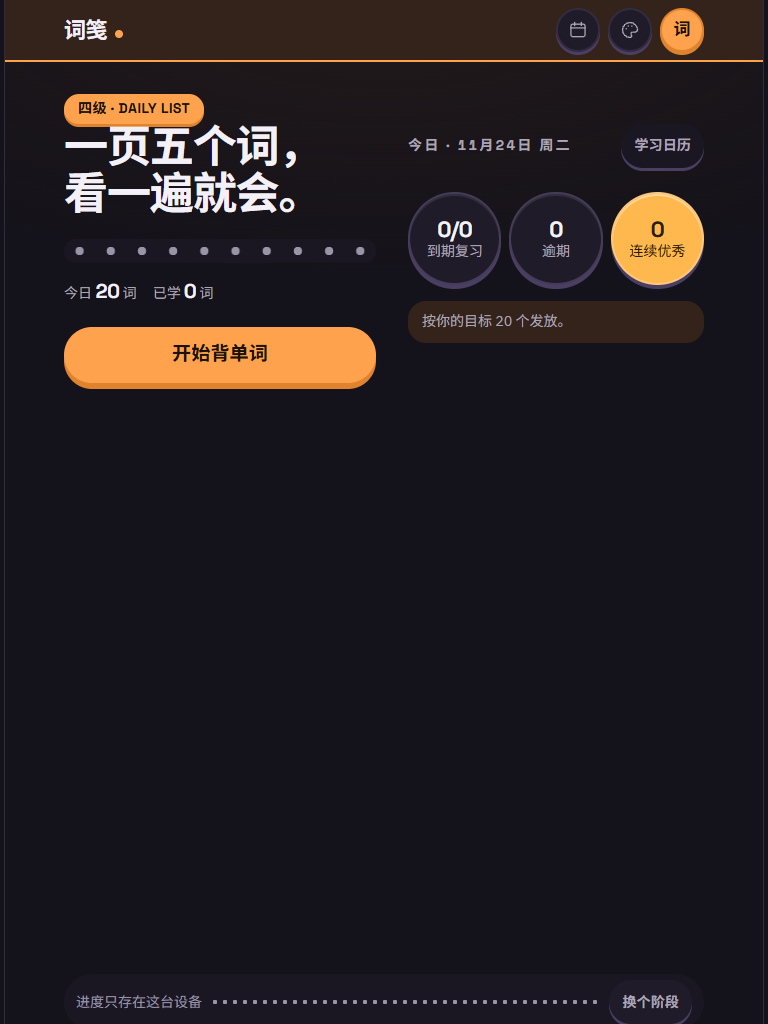 词笺
词
四级 · DAILY LIST
一页五个词，
看一遍就会。
今日 20 词 已学 0 词
开始背单词
今日 · 11月24日 周二
学习日历
0/0
到期复习
0
逾期
0
连续优秀
按你的目标 20 个发放。
进度只存在这台设备
换个阶段